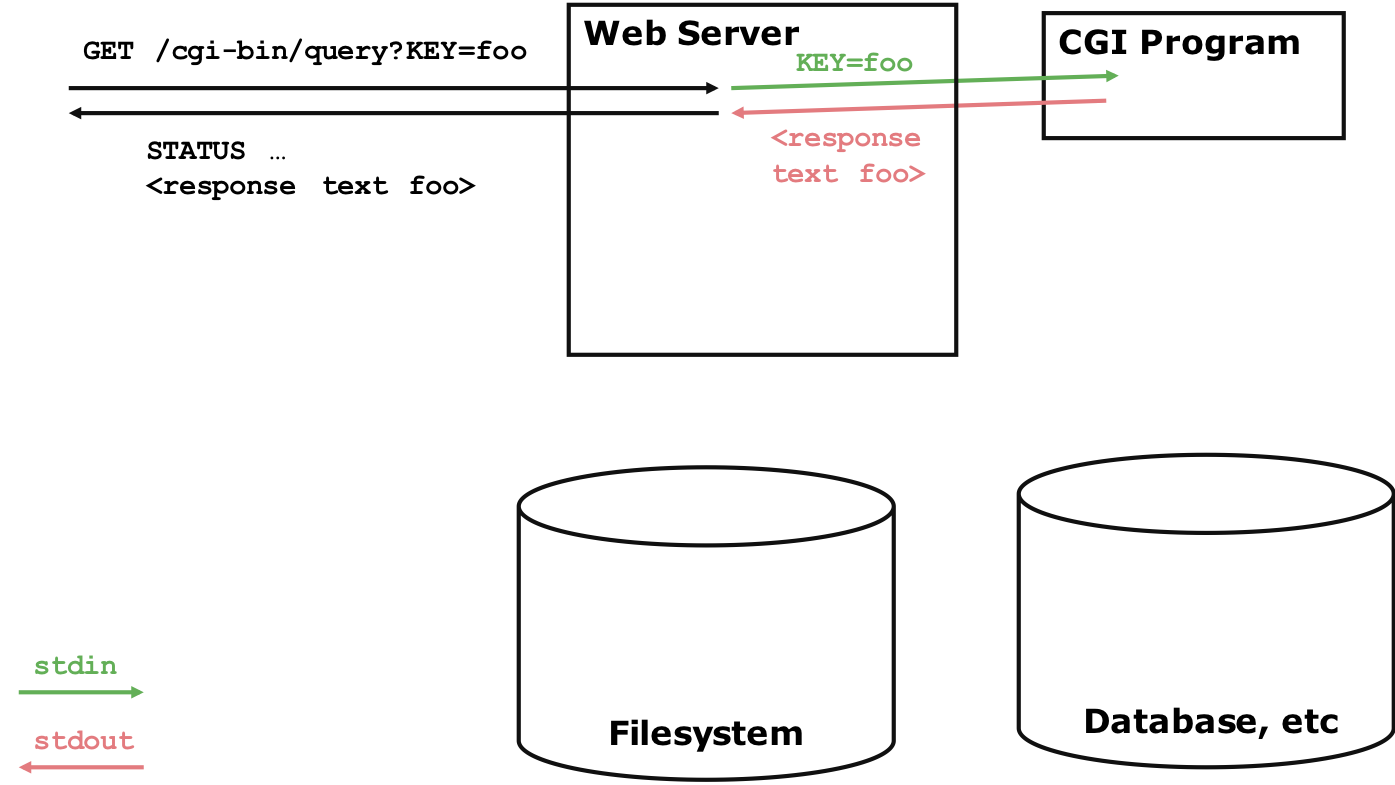 GET /cgi-bin/query?KEY=foo
Web Server
CGI Program
KEY=foo
STATUS …
<response text foo>
<response
text foo>
stdin
stdout
Filesystem
Database, etc